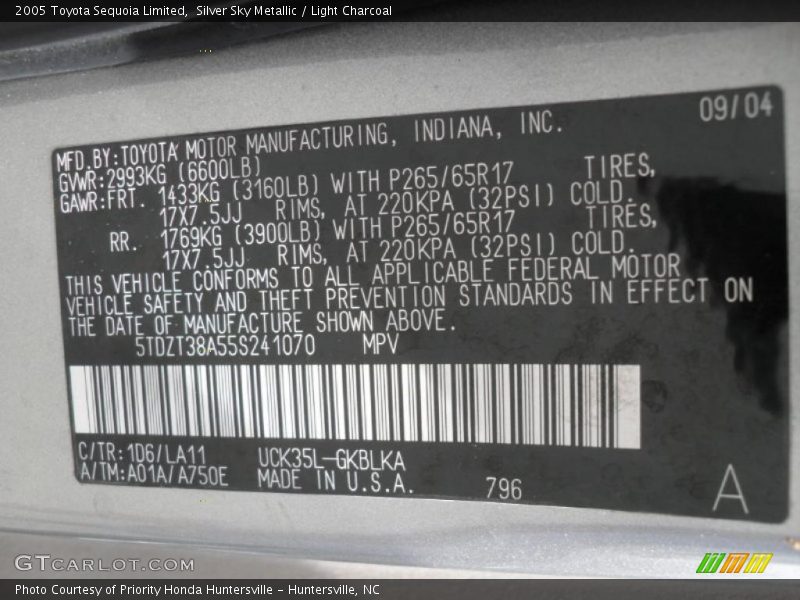 2005 Toyota Sequoia Limited,  Silver Sky Metallic / Light Charcoal
09/04
MFD.BY:TOYOTA MOTOR MANUFACTURING, INDIANA, INC.
GVWR:2993KG (6600LB)
GAWR:FRT. 1433KG (3160LB) WITH P265/65R17 TIRES,
17X7.5JJ RIMS, AT 220KPA (32PSI) COLD.
RR. 1769KG (3900LB) WITH P265/65R17 TIRES,
17X7.5JJ RIMS, AT 220KPA (32PSI) COLD.
THIS VEHICLE CONFORMS TO ALL APPLICABLE FEDERAL MOTOR
VEHICLE SAFETY AND THEFT PREVENTION STANDARDS IN EFFECT ON
THE DATE OF MANUFACTURE SHOWN ABOVE.
5TDZT38A55S241070 MPV
C/TR:1D6/LA11 UCK35L-GKBLKA
A/TM:A01A/A750E MADE IN U.S.A. 796 A
GTCARLOT.COM
Photo Courtesy of Priority Honda Huntersville - Huntersville, NC